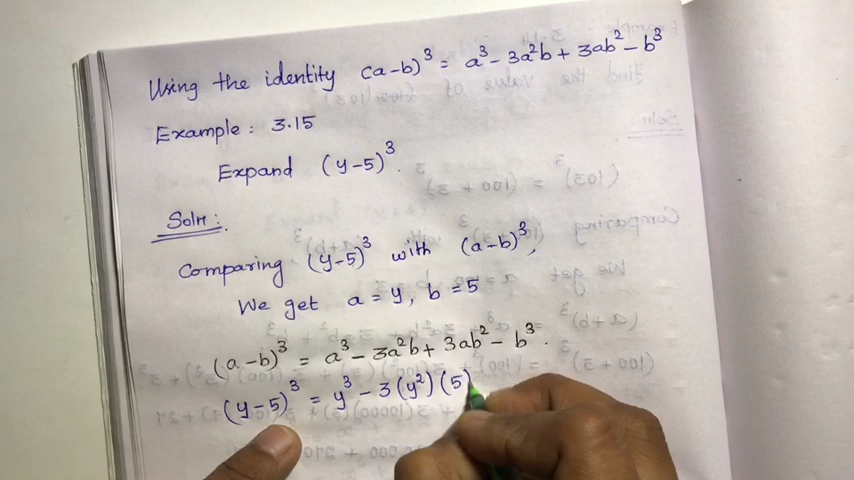 Using the identity (a-b)³ = a³ - 3a²b + 3ab² - b³
Example: 3.15
Expand (y-5)³.
Soln:
Comparing (y-5)³ with (a-b)³,
We get a = y, b = 5
(a-b)³ = a³ - 3a²b + 3ab² - b³.
(y-5)³ = y³ - 3(y²)(5)